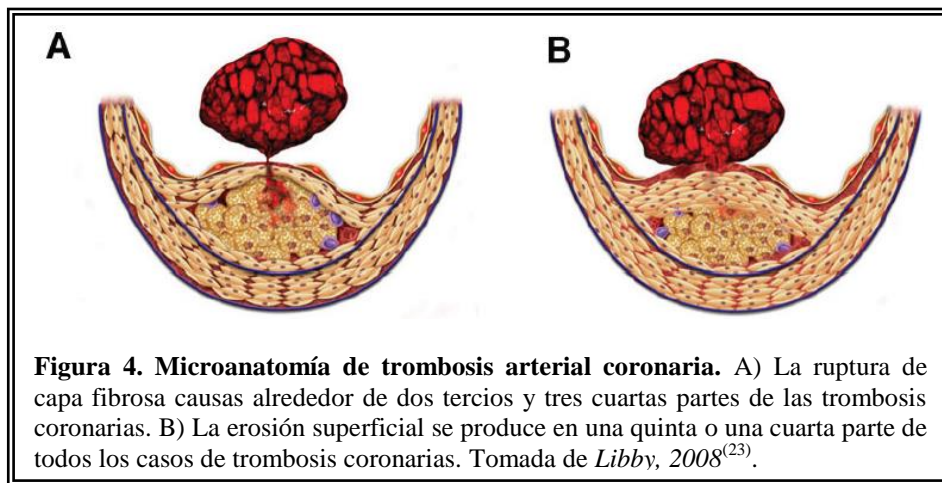 A
B
Figura 4. Microanatomía de trombosis arterial coronaria. A) La ruptura de
capa fibrosa causas alrededor de dos tercios y tres cuartas partes de las trombosis
coronarias. B) La erosión superficial se produce en una quinta o una cuarta parte de
todos los casos de trombosis coronarias. Tomada de Libby, 2008(23).